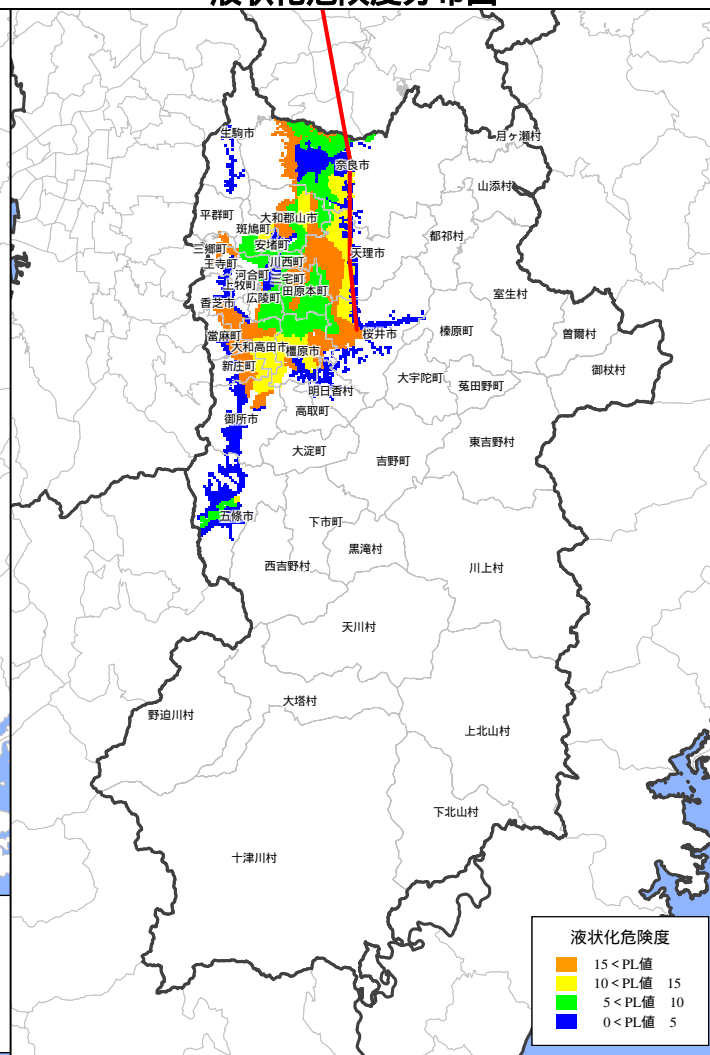 液状化危険度分布図
生駒市
月ヶ瀬村
奈良市
山添村
平群町
大和郡山市
斑鳩町
都祁村
安堵町
三郷町
天理市
王寺町
川西町
河合町
三宅町
上牧町
田原本町
室生村
広陵町
香芝市
榛原町
曽爾村
當麻町
桜井市
大和高田市
橿原市
新庄町
御杖村
大宇陀町
菟田野町
明日香村
高取町
御所市
東吉野村
大淀町
吉野町
五條市
下市町
黒滝村
西吉野村
川上村
天川村
大塔村
野迫川村
上北山村
下北山村
十津川村
液状化危険度
15 < PL値
10 < PL値 15
5 < PL値 10
0 < PL値 5